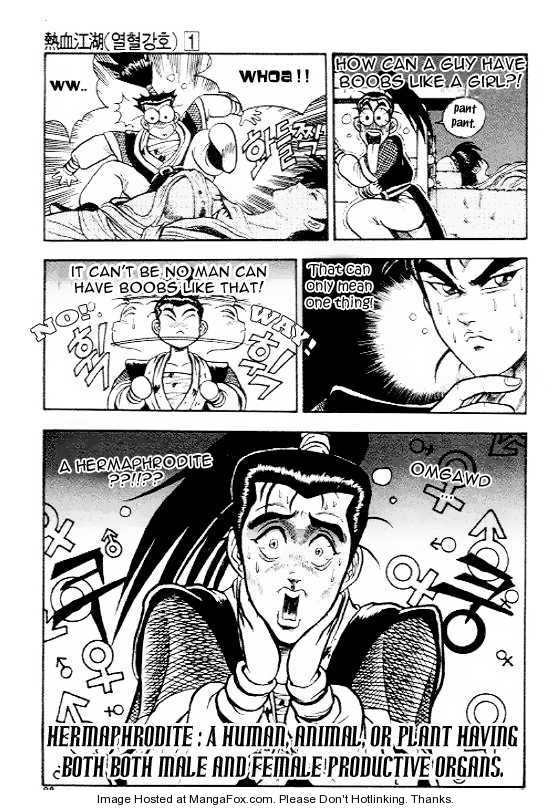 熱血江湖(열혈강호) 1
WW..
WHOA!!
화들짝
HOW CAN A GUY HAVE
BOOBS LIKE A GIRL?!
pant
pant.
IT CAN'T BE NO MAN CAN
HAVE BOOBS LIKE THAT!
NO!!
WAY!
That can
only mean
one thing!
A HERMAPHRODITE
??!!??
OMGAWD
...
HERMAPHRODITE : A HUMAN, ANIMAL, OR PLANT HAVING
BOTH BOTH MALE AND FEMALE PRODUCTIVE ORGANS.
Image Hosted at MangaFox.com. Please Don't Hotlinking. Thanks.